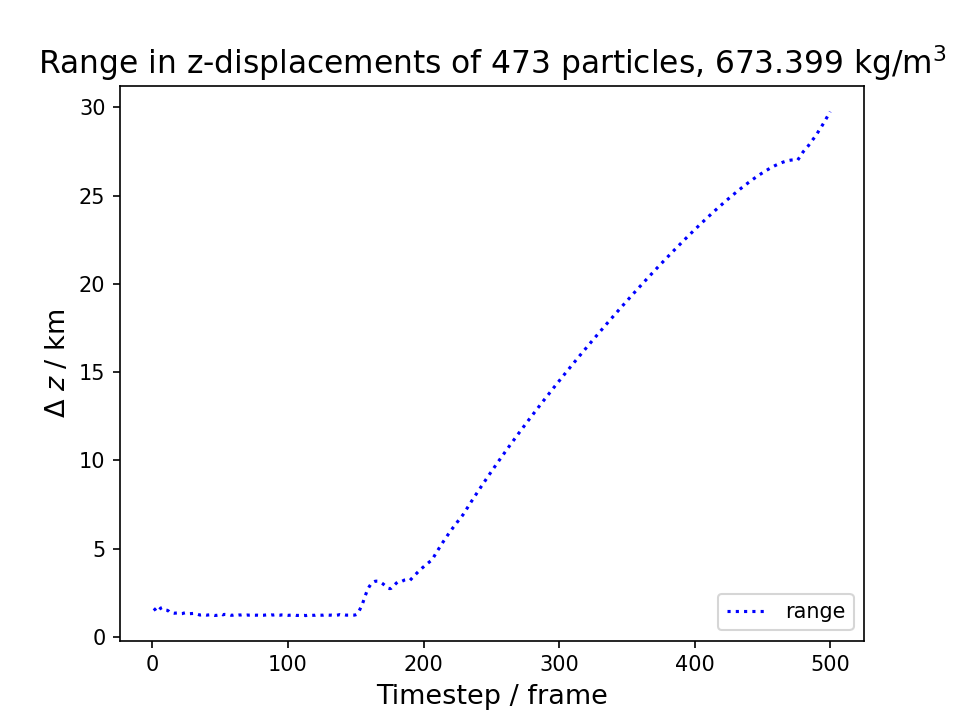 Range in z-displacements of 473 particles, 673.399 kg/m³
30
25
20
15
10
5
0
Δ z / km
range
0 100 200 300 400 500
Timestep / frame